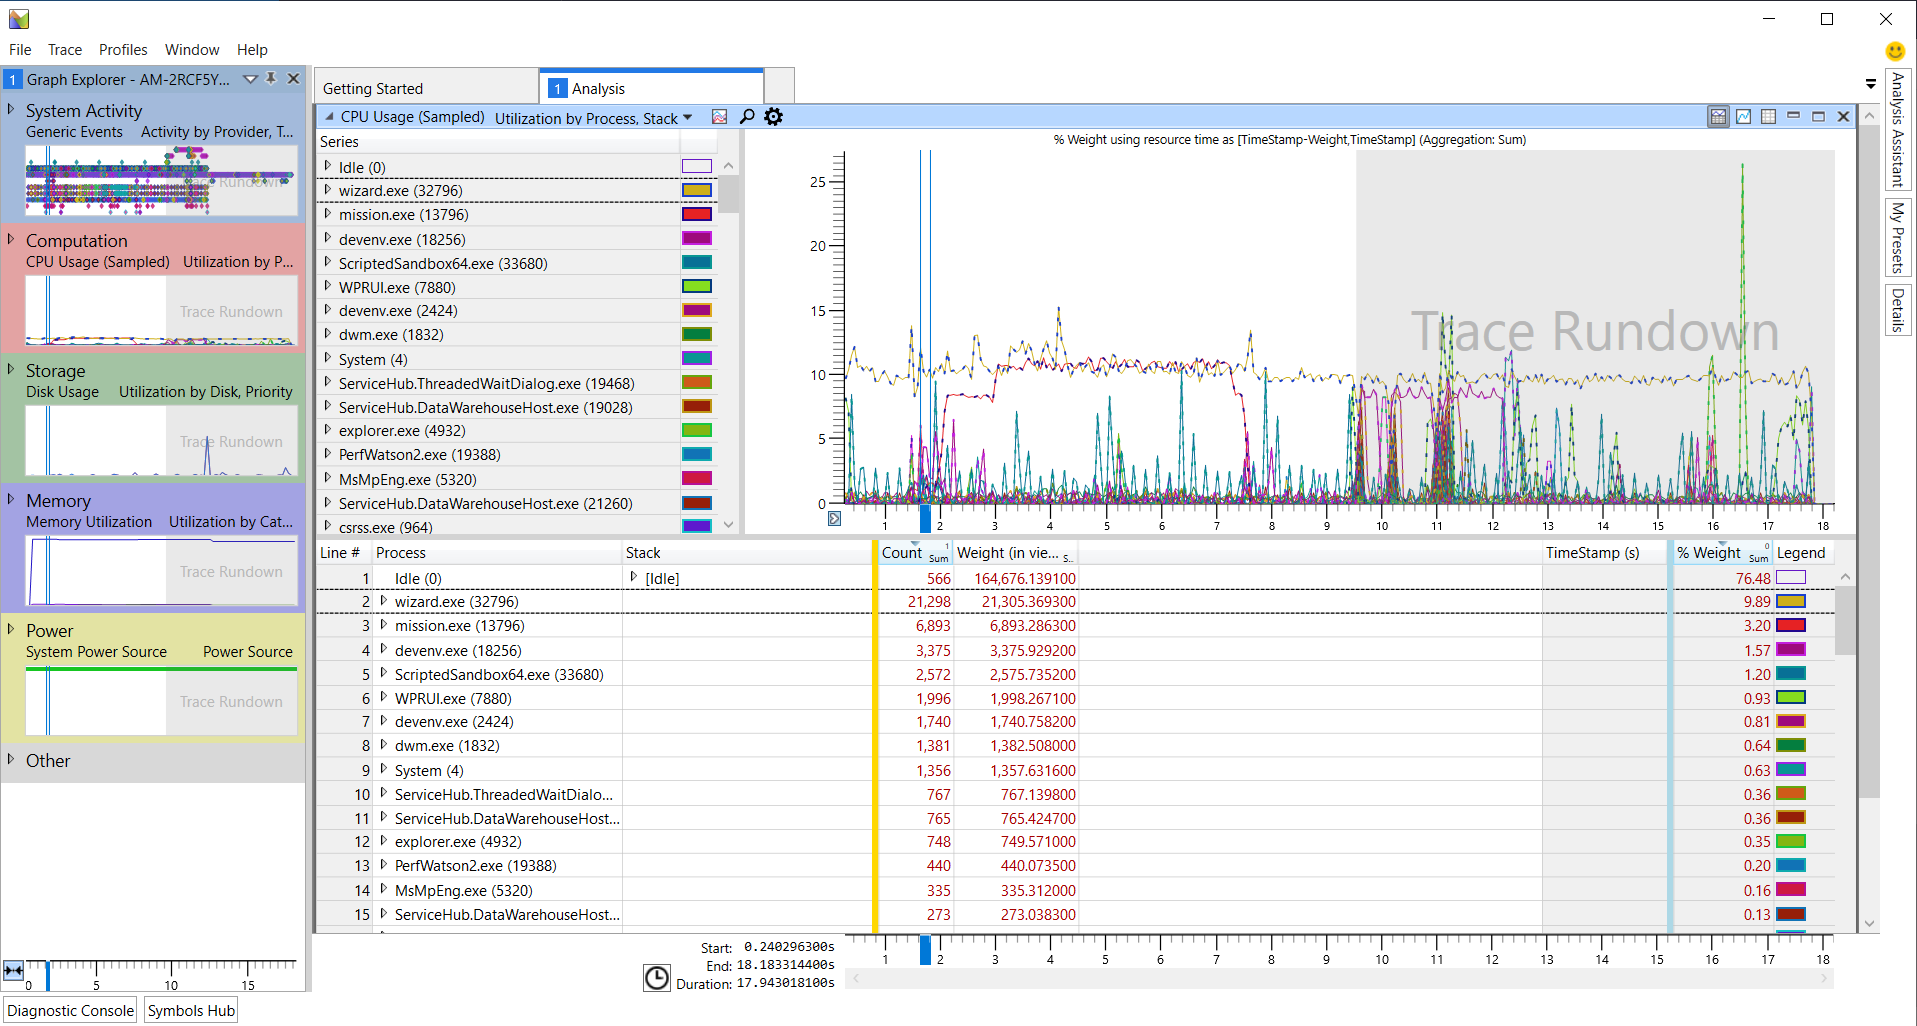 File Trace Profiles Window Help
1 Graph Explorer - AM-2RCF5Y...
System Activity
Generic Events Activity by Provider, T...
Trace Rundown
Computation
CPU Usage (Sampled) Utilization by P...
Trace Rundown
Storage
Disk Usage Utilization by Disk, Priority
Trace Rundown
Memory
Memory Utilization Utilization by Cat...
Trace Rundown
Power
System Power Source Power Source
Trace Rundown
Other
0 5 10 15
Diagnostic Console Symbols Hub
Getting Started
1 Analysis
CPU Usage (Sampled) Utilization by Process, Stack
Series
Idle (0)
wizard.exe (32796)
mission.exe (13796)
devenv.exe (18256)
ScriptedSandbox64.exe (33680)
WPRUI.exe (7880)
devenv.exe (2424)
dwm.exe (1832)
System (4)
ServiceHub.ThreadedWaitDialog.exe (19468)
ServiceHub.DataWarehouseHost.exe (19028)
explorer.exe (4932)
PerfWatson2.exe (19388)
MsMpEng.exe (5320)
ServiceHub.DataWarehouseHost.exe (21260)
csrss.exe (964)
% Weight using resource time as [TimeStamp-Weight,TimeStamp] (Aggregation: Sum)
25
20
15
10
5
0
Trace Rundown
1 2 3 4 5 6 7 8 9 10 11 12 13 14 15 16 17 18
Line # Process Stack Count 1 Sum Weight (in vie... S.. TimeStamp (s) % Weight 0 Sum Legend
1 Idle (0) [Idle] 566 164,676.139100 76.48
2 wizard.exe (32796) 21,298 21,305.369300 9.89
3 mission.exe (13796) 6,893 6,893.286300 3.20
4 devenv.exe (18256) 3,375 3,375.929200 1.57
5 ScriptedSandbox64.exe (33680) 2,572 2,575.735200 1.20
6 WPRUI.exe (7880) 1,996 1,998.267100 0.93
7 devenv.exe (2424) 1,740 1,740.758200 0.81
8 dwm.exe (1832) 1,381 1,382.508000 0.64
9 System (4) 1,356 1,357.631600 0.63
10 ServiceHub.ThreadedWaitDialo... 767 767.139800 0.36
11 ServiceHub.DataWarehouseHost... 765 765.424700 0.36
12 explorer.exe (4932) 748 749.571000 0.35
13 PerfWatson2.exe (19388) 440 440.073500 0.20
14 MsMpEng.exe (5320) 335 335.312000 0.16
15 ServiceHub.DataWarehouseHost... 273 273.038300 0.13
Start: 0.240296300s
End: 18.183314400s
Duration: 17.943018100s
1 2 3 4 5 6 7 8 9 10 11 12 13 14 15 16 17 18
Analysis Assistant
My Presets
Details